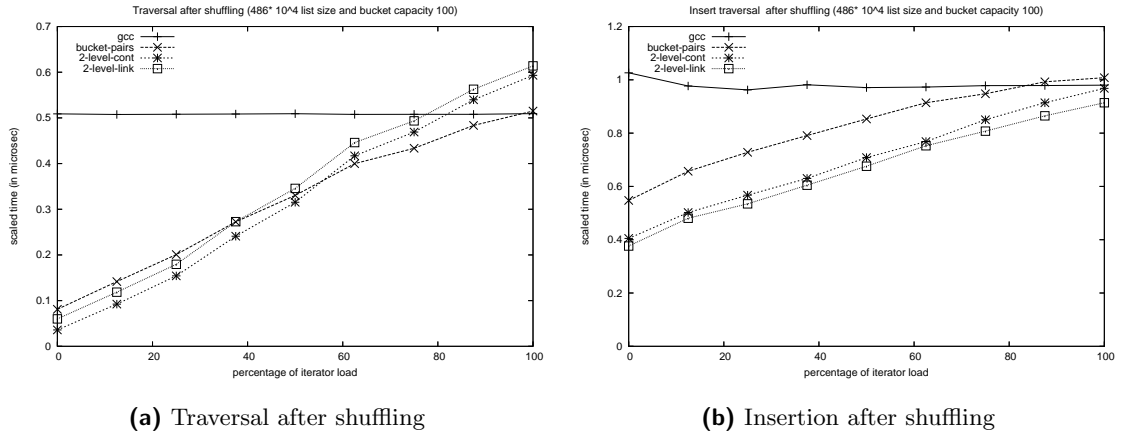 Traversal after shuffling (486* 10^4 list size and bucket capacity 100)
0.7
0.6
0.5
0.4
0.3
0.2
0.1
0
gcc
bucket-pairs
2-level-cont
2-level-link
scaled time (in microsec)
0 20 40 60 80 100
percentage of iterator load
(a) Traversal after shuffling
Insert traversal after shuffling (486* 10^4 list size and bucket capacity 100)
1.2
1
0.8
0.6
0.4
0.2
0
gcc
bucket-pairs
2-level-cont
2-level-link
scaled time (in microsec)
0 20 40 60 80 100
percentage of iterator load
(b) Insertion after shuffling